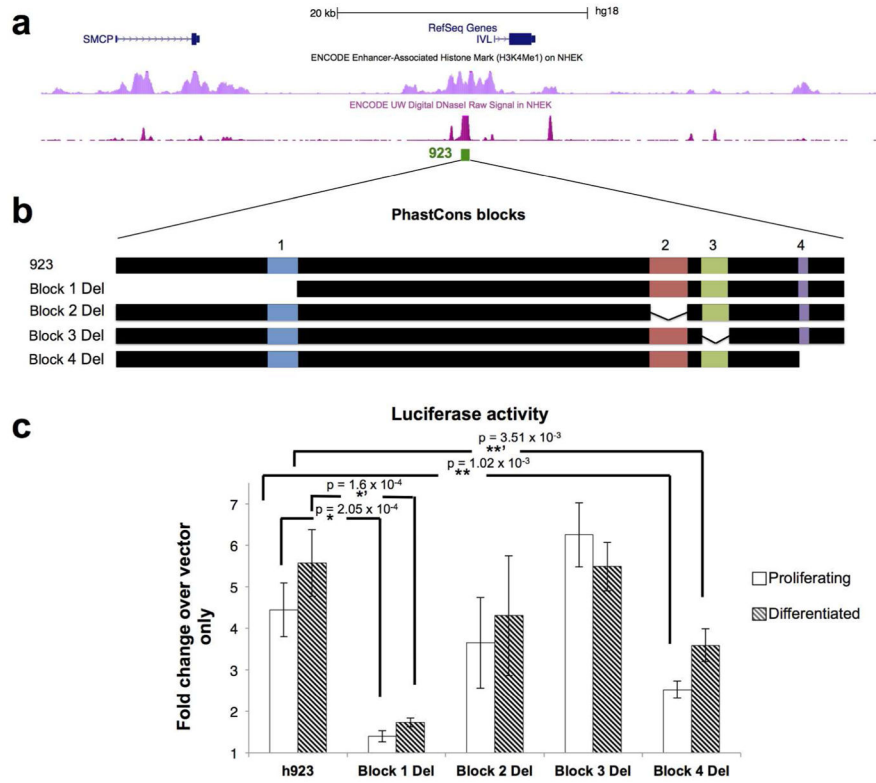 a
20 kb
hg18
RefSeq Genes
SMCP
IVL
ENCODE Enhancer-Associated Histone Mark (H3K4Me1) on NHEK
ENCODE UW Digital DNaseI Raw Signal in NHEK
923
b
PhastCons blocks
1 2 3 4
923
Block 1 Del
Block 2 Del
Block 3 Del
Block 4 Del
c
Luciferase activity
p = 3.51 x 10-3
**'
p = 1.02 x 10-3
**
p = 1.6 x 10-4
*'
p = 2.05 x 10-4
*
Fold change over vector only
7
6
5
4
3
2
1
Proliferating
Differentiated
h923 Block 1 Del Block 2 Del Block 3 Del Block 4 Del